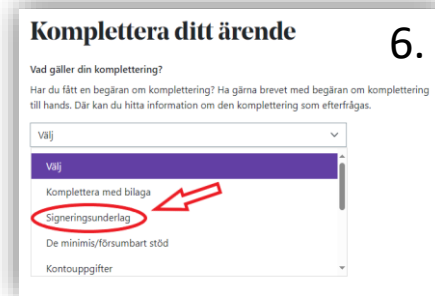 Komplettera ditt ärende
6.
Vad gäller din komplettering?
Har du fått en begäran om komplettering? Ha gärna brevet med begäran om komplettering
till hands. Där kan du hitta information om den komplettering som efterfrågas.
Välj
Välj
Komplettera med bilaga
Signeringsunderlag
De minimis/försumbart stöd
Kontouppgifter